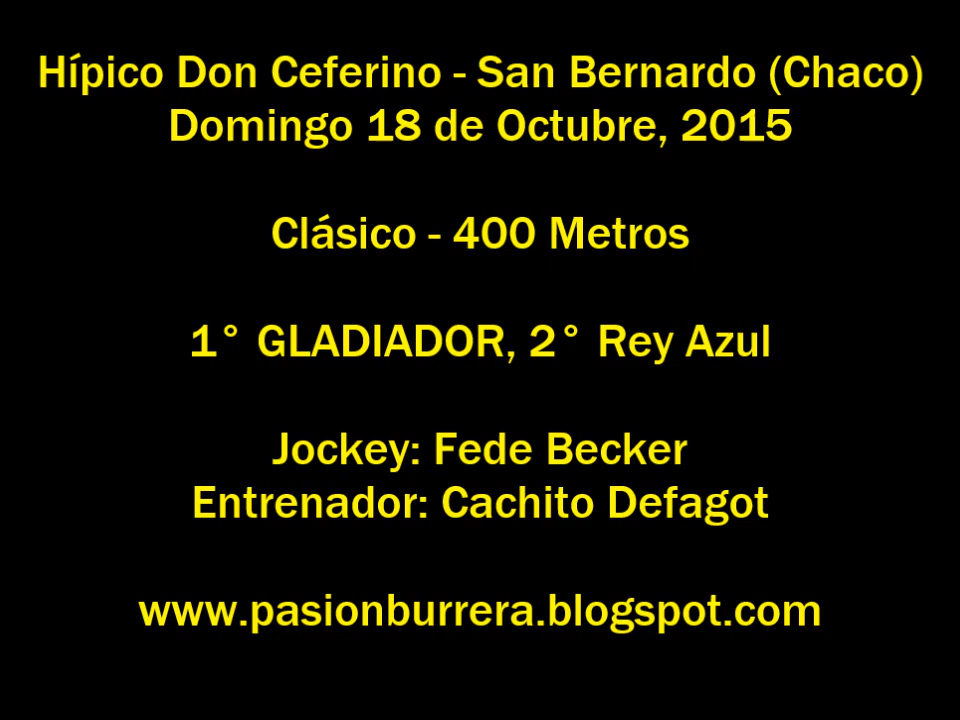 Hípico Don Ceferino - San Bernardo (Chaco)
Domingo 18 de Octubre, 2015
Clásico - 400 Metros
1° GLADIADOR, 2° Rey Azul
Jockey: Fede Becker
Entrenador: Cachito Defagot
www.pasionburrera.blogspot.com